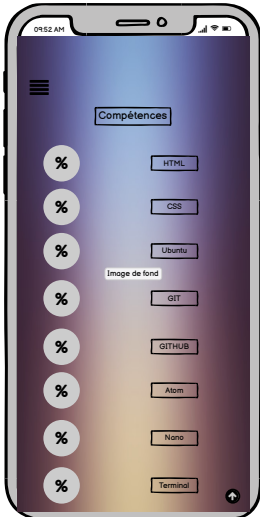 09:52 AM
Compétences
% HTML
% CSS
% Ubuntu
Image de fond
% GIT
% GITHUB
% Atom
% Nano
% Terminal